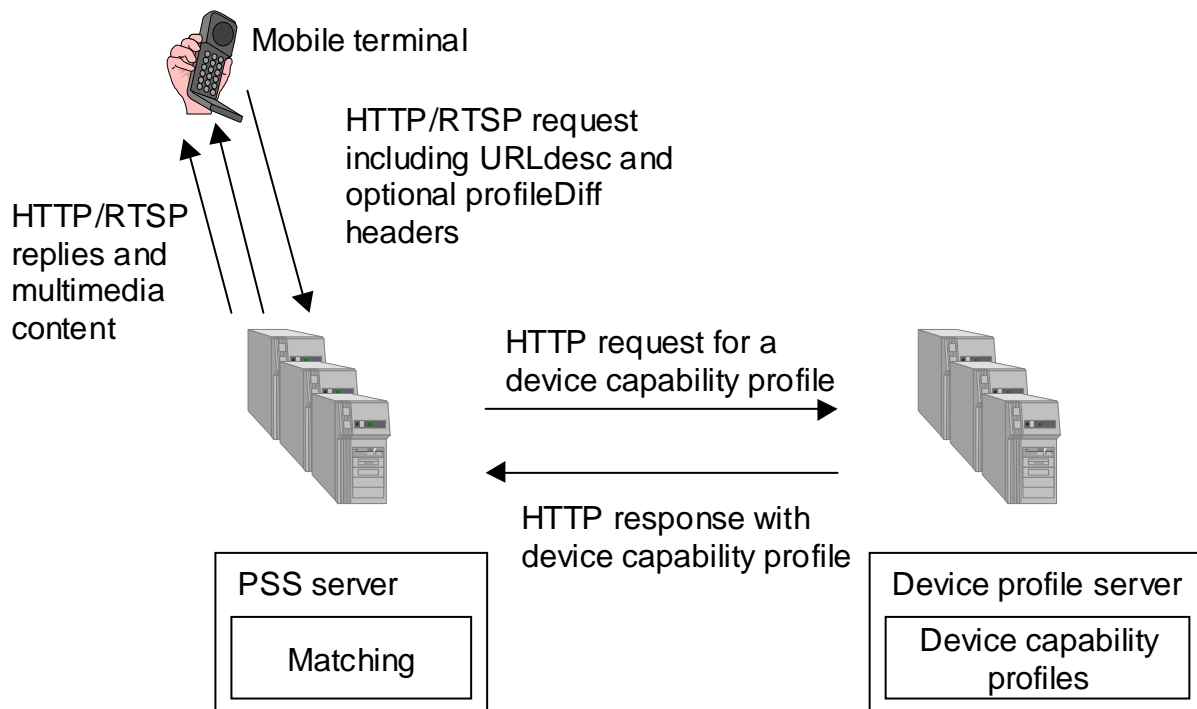 Mobile terminal
HTTP/RTSP request
including URLdesc and
optional profileDiff
headers
HTTP/RTSP
replies and
multimedia
content
HTTP request for a
device capability profile
HTTP response with
device capability profile
PSS server
Matching
Device profile server
Device capability
profiles